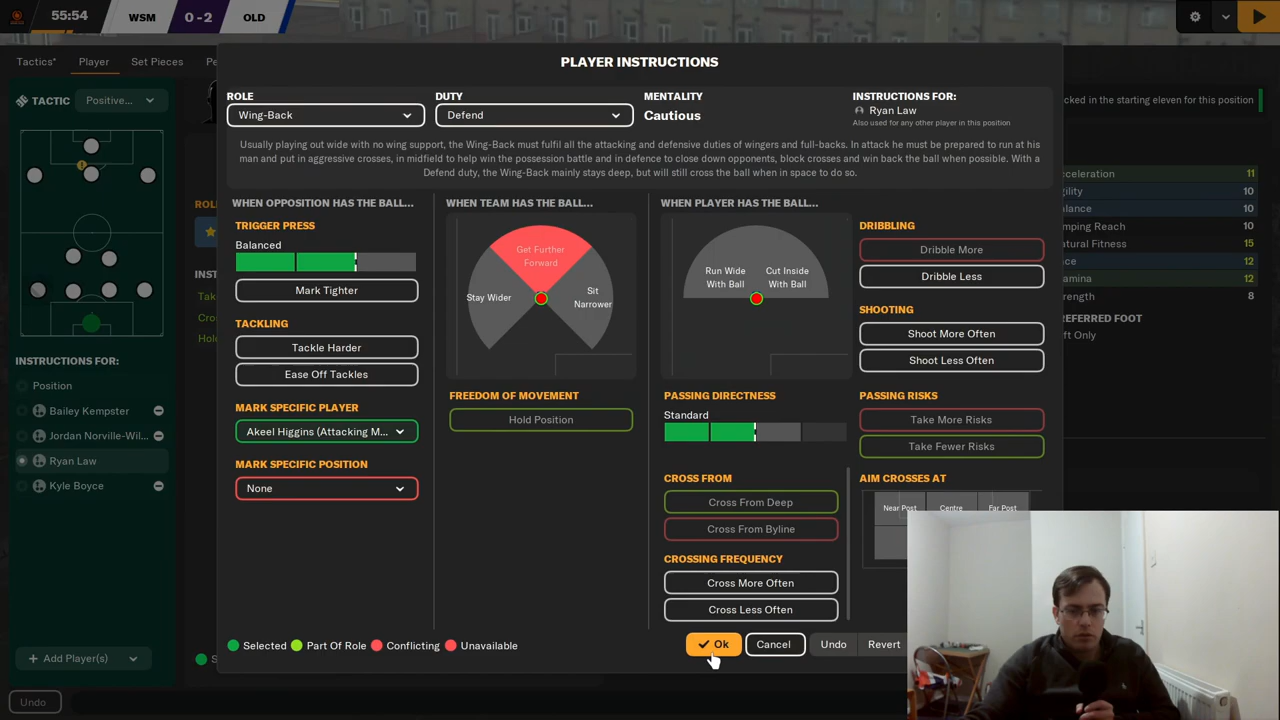 55:54
WSM
0 - 2
OLD
Tactics*
Player
Set Pieces
Pe
TACTIC
Positive...
PLAYER INSTRUCTIONS
ROLE
Wing-Back
DUTY
Defend
MENTALITY
Cautious
INSTRUCTIONS FOR:
Ryan Law
Also used for any other player in this position
cked in the starting eleven for this position
Usually playing out wide with no wing support, the Wing-Back must fulfil all the attacking and defensive duties of wingers and full-backs. In attack he must be prepared to run at his
man and put in aggressive crosses, in midfield to help win the possession battle and in defence to close down opponents, block crosses and win back the ball when possible. With a
Defend duty, the Wing-Back mainly stays deep, but will still cross the ball when in space to do so.
WHEN OPPOSITION HAS THE BALL...
TRIGGER PRESS
Balanced
Mark Tighter
TACKLING
Tackle Harder
Ease Off Tackles
MARK SPECIFIC PLAYER
Akeel Higgins (Attacking M...
MARK SPECIFIC POSITION
None
WHEN TEAM HAS THE BALL...
Get Further
Forward
Stay Wider
Sit
Narrower
FREEDOM OF MOVEMENT
Hold Position
WHEN PLAYER HAS THE BALL...
Run Wide
With Ball
Cut Inside
With Ball
PASSING DIRECTNESS
Standard
CROSS FROM
Cross From Deep
Cross From Byline
CROSSING FREQUENCY
Cross More Often
Cross Less Often
DRIBBLING
Dribble More
Dribble Less
SHOOTING
Shoot More Often
Shoot Less Often
PASSING RISKS
Take More Risks
Take Fewer Risks
AIM CROSSES AT
Near Post
Centre
Far Post
Selected
Part Of Role
Conflicting
Unavailable
Ok
Cancel
Undo
Revert
INSTRUCTIONS FOR:
Position
Bailey Kempster
Jordan Norville-Wil...
Ryan Law
Kyle Boyce
Add Player(s)
Undo
ROL
INST
Tak
Cro
Hol
S
cceleration 11
gility 10
alance 10
mping Reach 10
atural Fitness 15
ace 12
amina 12
rength 8
REFERRED FOOT
ft Only